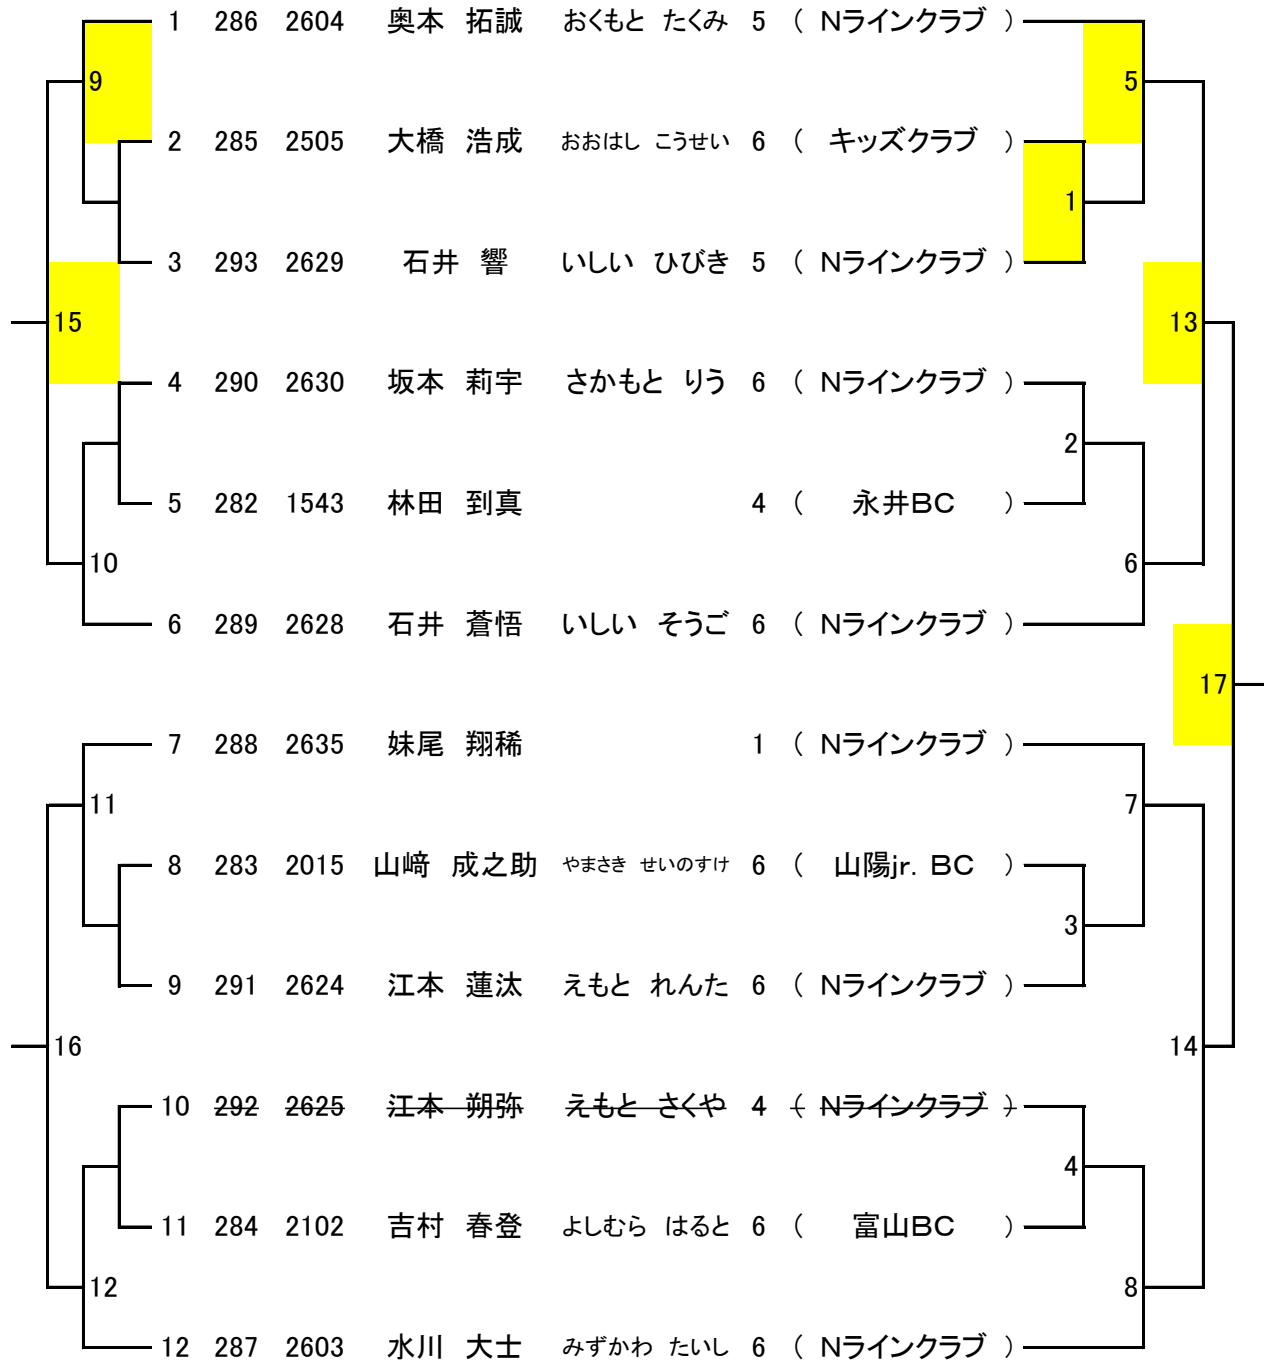 1 286 2604 奥本 拓誠 おくもと たくみ 5 ( Nラインクラブ )
9 5
2 285 2505 大橋 浩成 おおはし こうせい 6 ( キッズクラブ )
1
3 293 2629 石井 響 いしい ひびき 5 ( Nラインクラブ )
15 13
4 290 2630 坂本 莉宇 さかもと りう 6 ( Nラインクラブ )
2
5 282 1543 林田 到真 4 ( 永井BC )
10 6
6 289 2628 石井 蒼悟 いしい そうご 6 ( Nラインクラブ )
17
7 288 2635 妹尾 翔稀 1 ( Nラインクラブ )
11 7
8 283 2015 山﨑 成之助 やまさき せいのすけ 6 ( 山陽jr. BC )
3
9 291 2624 江本 蓮汰 えもと れんた 6 ( Nラインクラブ )
16 14
10 292 2625 江本 朔弥 えもと さくや 4 ( Nラインクラブ )
4
11 284 2102 吉村 春登 よしむら はると 6 ( 富山BC )
12 8
12 287 2603 水川 大士 みずかわ たいし 6 ( Nラインクラブ )